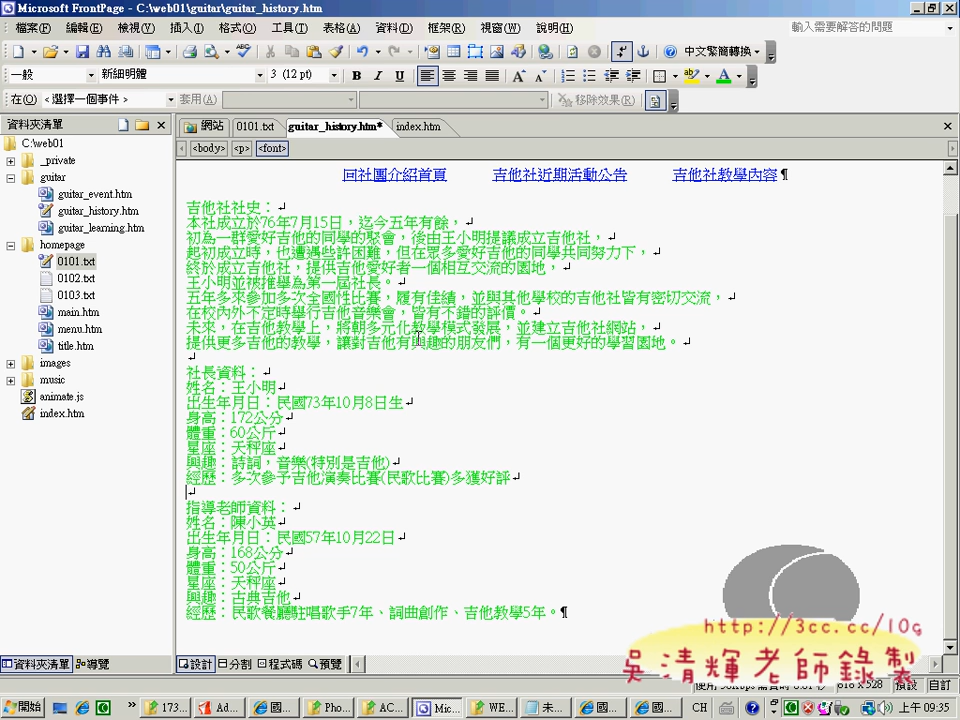 Microsoft FrontPage - C:\web01\guitar\guitar_history.htm
檔案(F) 編輯(E) 檢視(V) 插入(I) 格式(O) 工具(T) 表格(A) 資料(D) 框架(R) 視窗(W) 說明(H) 輸入需要解答的問題
中文繁簡轉換
一般 新細明體 3 (12 pt) B I U
在(O) <選擇一個事件> 套用(A) 移除效果(R)
資料夾清單 網站 0101.txt guitar_history.htm* index.htm
<body> <p> <font>
C:\web01
_private
guitar
guitar_event.htm
guitar_history.htm
guitar_learning.htm
homepage
0101.txt
0102.txt
0103.txt
main.htm
menu.htm
title.htm
images
music
animate.js
index.htm
回社團介紹首頁 吉他社近期活動公告 吉他社教學內容
吉他社社史：
本社成立於76年7月15日，迄今五年有餘，
初為一群愛好吉他的同學的聚會，後由王小明提議成立吉他社，
起初成立時，也遭遇些許困難，但在眾多愛好吉他的同學共同努力下，
終於成立吉他社，提供吉他愛好者一個相互交流的園地，
王小明並被推舉為第一屆社長。
五年多來參加多次全國性比賽，履有佳績，並與其他學校的吉他社皆有密切交流，
在校內外不定時舉行吉他音樂會，皆有不錯的評價。
未來，在吉他教學上，將朝多元化教學模式發展，並建立吉他社網站，
提供更多吉他的教學，讓對吉他有興趣的朋友們，有一個更好的學習園地。
社長資料：
姓名：王小明
出生年月日：民國73年10月8日生
身高：172公分
體重：60公斤
星座：天秤座
興趣：詩詞，音樂(特別是吉他)
經歷：多次參予吉他演奏比賽(民歌比賽)多獲好評
指導老師資料：
姓名：陳小英
出生年月日：民國57年10月22日
身高：168公分
體重：50公斤
星座：天秤座
興趣：古典吉他
經歷：民歌餐廳駐唱歌手7年、詞曲創作、吉他教學5年。
http://3cc.cc/10g
吳清輝老師錄製
資料夾清單 導覽 設計 分割 程式碼 預覽
618 x 528 預設 自訂
開始 173... Ad... 國... Pho... AC... Mic... WE... 未... 國... 國... CH 上午 09:35